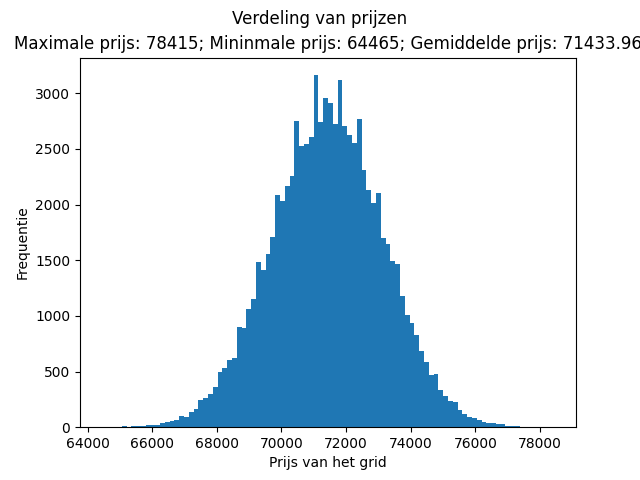 Verdeling van prijzen
Maximale prijs: 78415; Mininmale prijs: 64465; Gemiddelde prijs: 71433.96
3000
2500
2000
1500
1000
500
0
Frequentie
64000 66000 68000 70000 72000 74000 76000 78000
Prijs van het grid